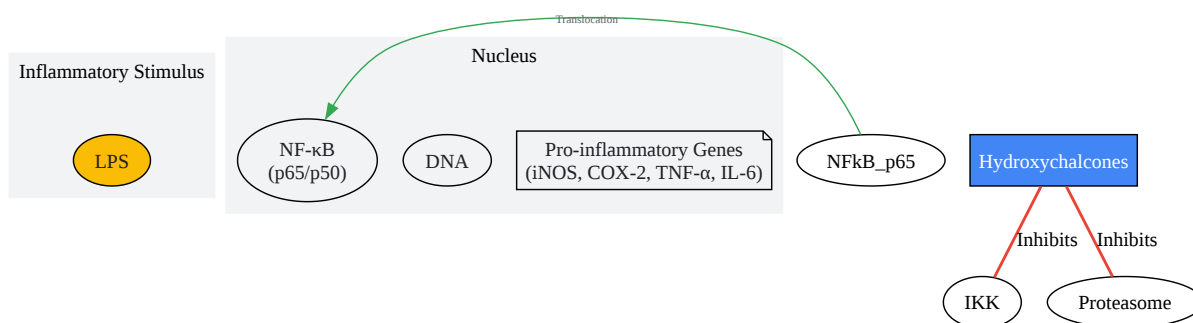 Translocation
Inflammatory Stimulus
Nucleus
LPS
NF-κB
(p65/p50)
DNA
Pro-inflammatory Genes
(iNOS, COX-2, TNF-α, IL-6)
NFkB_p65
Hydroxychalcones
Inhibits
Inhibits
IKK
Proteasome